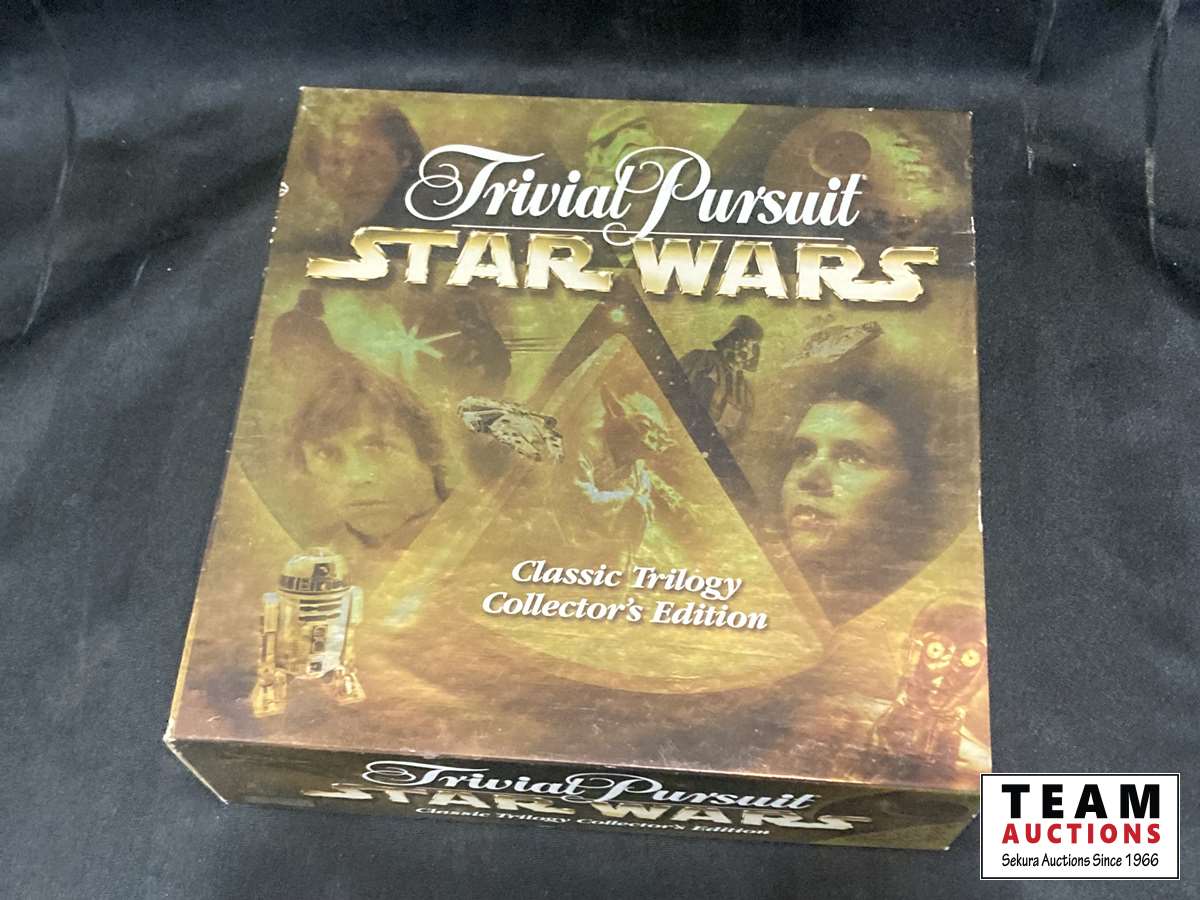 Trivial Pursuit
STAR WARS
Classic Trilogy
Collector's Edition
Trivial Pursuit
STAR WARS
Classic Trilogy Collector's Edition
TEAM
AUCTIONS
Sekura Auctions Since 1966